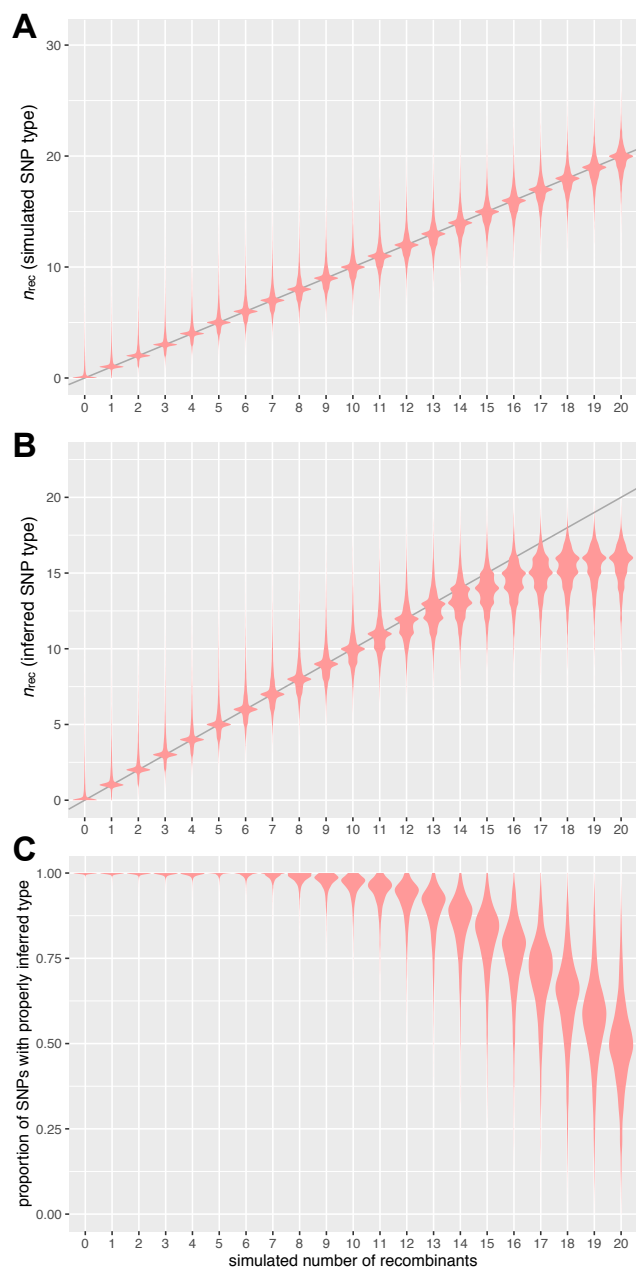 A
30
20
10
0
n_rec (simulated SNP type)
0 1 2 3 4 5 6 7 8 9 10 11 12 13 14 15 16 17 18 19 20
B
20
15
10
5
0
n_rec (inferred SNP type)
0 1 2 3 4 5 6 7 8 9 10 11 12 13 14 15 16 17 18 19 20
C
1.00
0.75
0.50
0.25
0.00
proportion of SNPs with properly inferred type
0 1 2 3 4 5 6 7 8 9 10 11 12 13 14 15 16 17 18 19 20
simulated number of recombinants